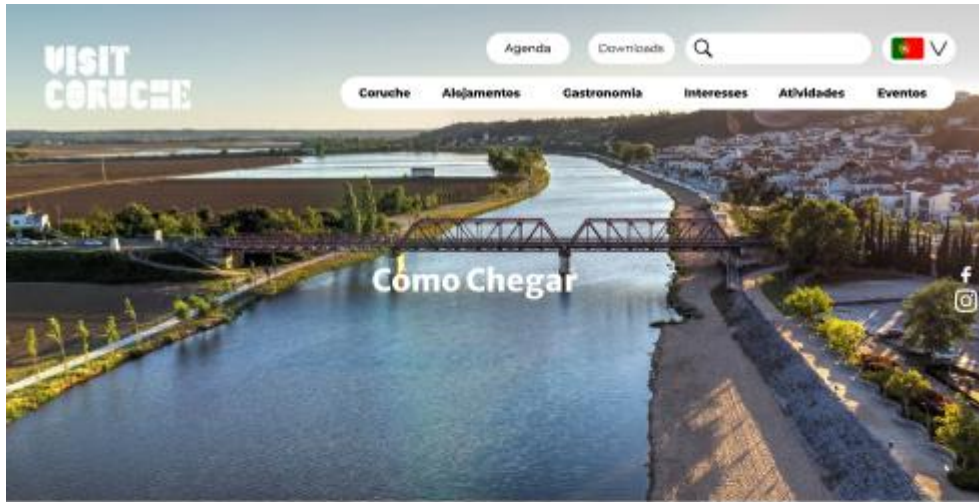 VISIT
CORUCHE
Agenda
Downloads
Coruche
Alojamentos
Gastronomia
Interesses
Atividades
Eventos
Como Chegar